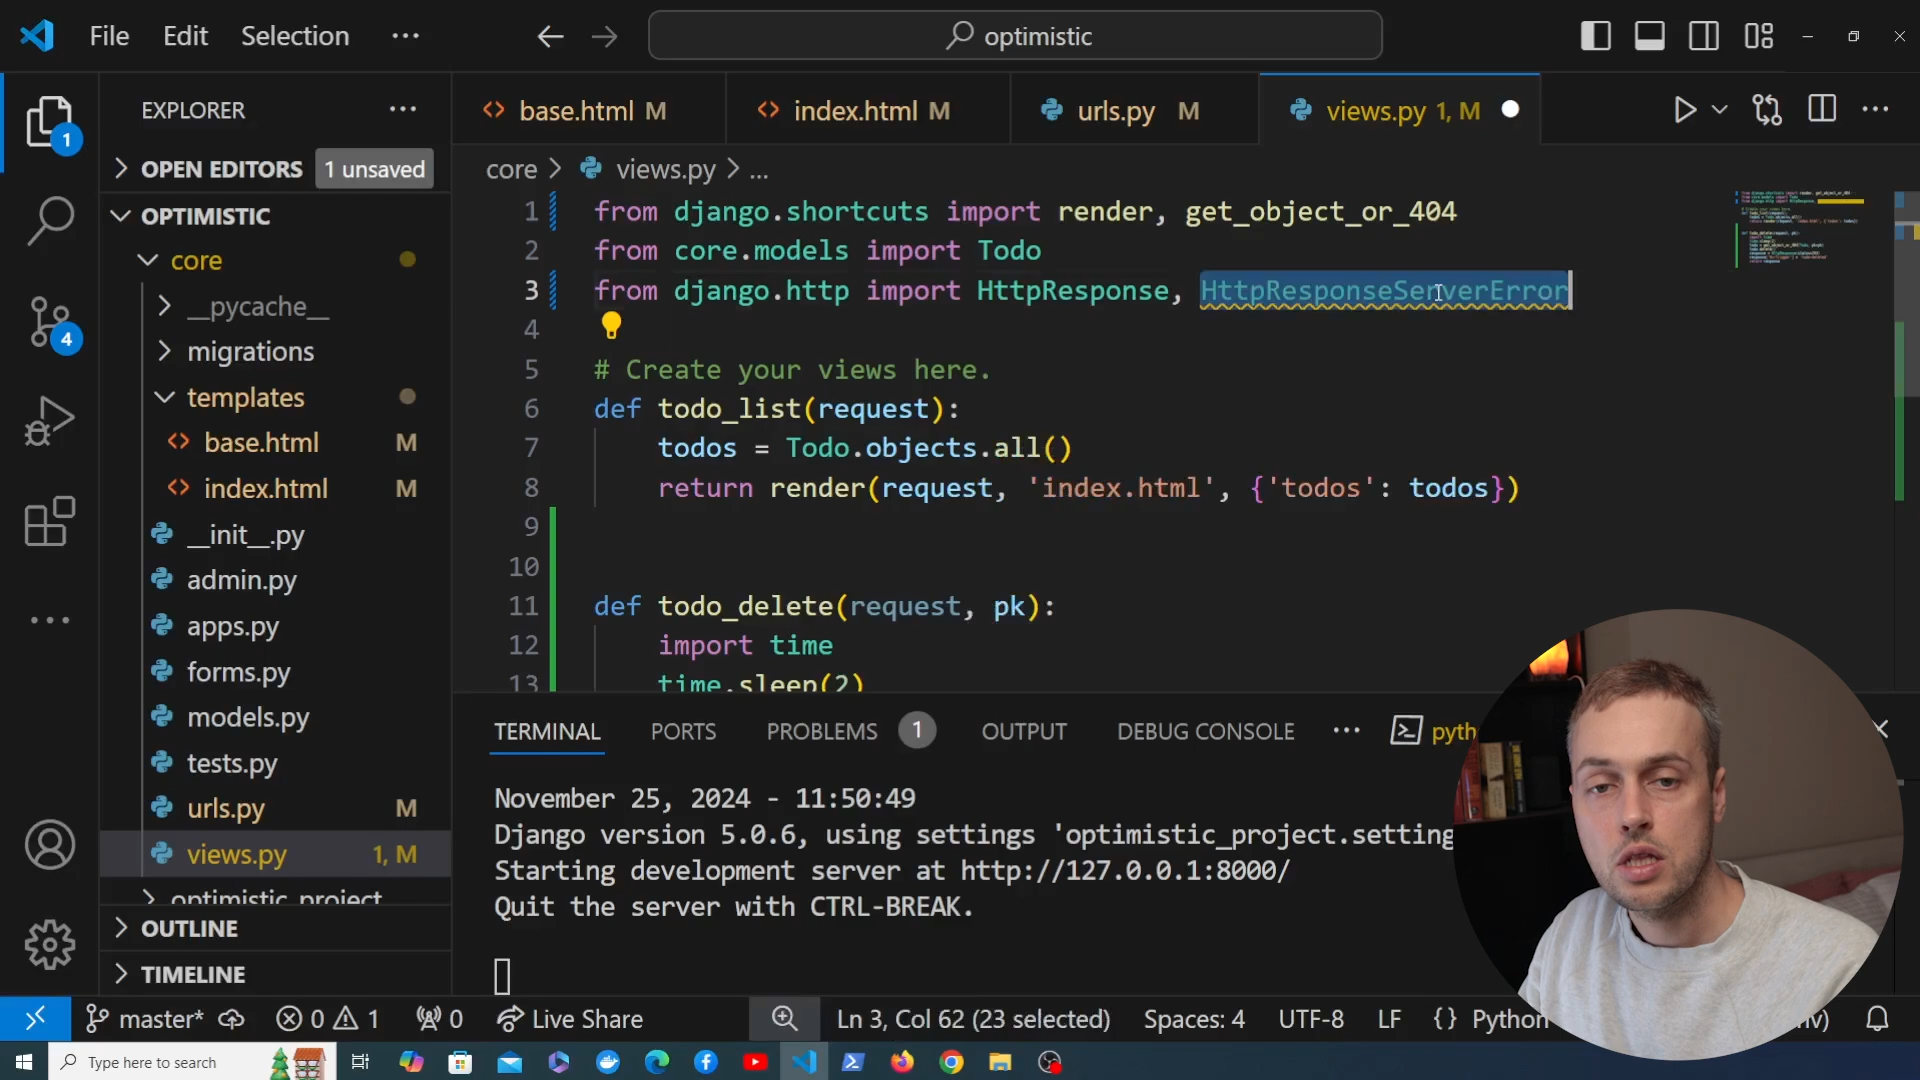 File Edit Selection ··· optimistic
EXPLORER ···
OPEN EDITORS 1 unsaved
OPTIMISTIC
core
__pycache__
migrations
templates
base.html M
index.html M
__init__.py
admin.py
apps.py
forms.py
models.py
tests.py
urls.py M
views.py 1, M
optimistic_project
OUTLINE
TIMELINE
1
4
base.html M index.html M urls.py M views.py 1, M
core > views.py > ...
1 from django.shortcuts import render, get_object_or_404
2 from core.models import Todo
3 from django.http import HttpResponse, HttpResponseServerError
4
5 # Create your views here.
6 def todo_list(request):
7 todos = Todo.objects.all()
8 return render(request, 'index.html', {'todos': todos})
9
10
11 def todo_delete(request, pk):
12 import time
13 time.sleep(2)
TERMINAL PORTS PROBLEMS 1 OUTPUT DEBUG CONSOLE ··· pyth
November 25, 2024 - 11:50:49
Django version 5.0.6, using settings 'optimistic_project.setting
Starting development server at http://127.0.0.1:8000/
Quit the server with CTRL-BREAK.
master* 0 1 0 Live Share Ln 3, Col 62 (23 selected) Spaces: 4 UTF-8 LF {} Python
Type here to search